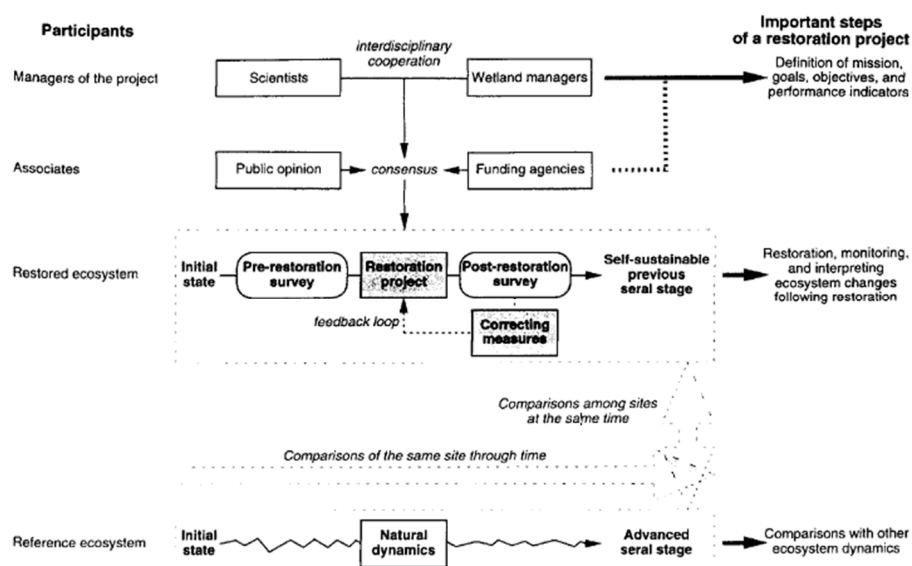 Participants
Important steps
of a restoration project
Managers of the project
Scientists
interdisciplinary
cooperation
Wetland managers
Definition of mission,
goals, objectives, and
performance indicators
Associates
Public opinion
consensus
Funding agencies
Restored ecosystem
Initial
state
Pre-restoration
survey
Restoration
project
Post-restoration
survey
Self-sustainable
previous
seral stage
Restoration, monitoring,
and interpreting
ecosystem changes
following restoration
feedback loop
Correcting
measures
Comparisons among sites
at the same time
Comparisons of the same site through time
Reference ecosystem
Initial
state
Natural
dynamics
Advanced
seral stage
Comparisons with other
ecosystem dynamics